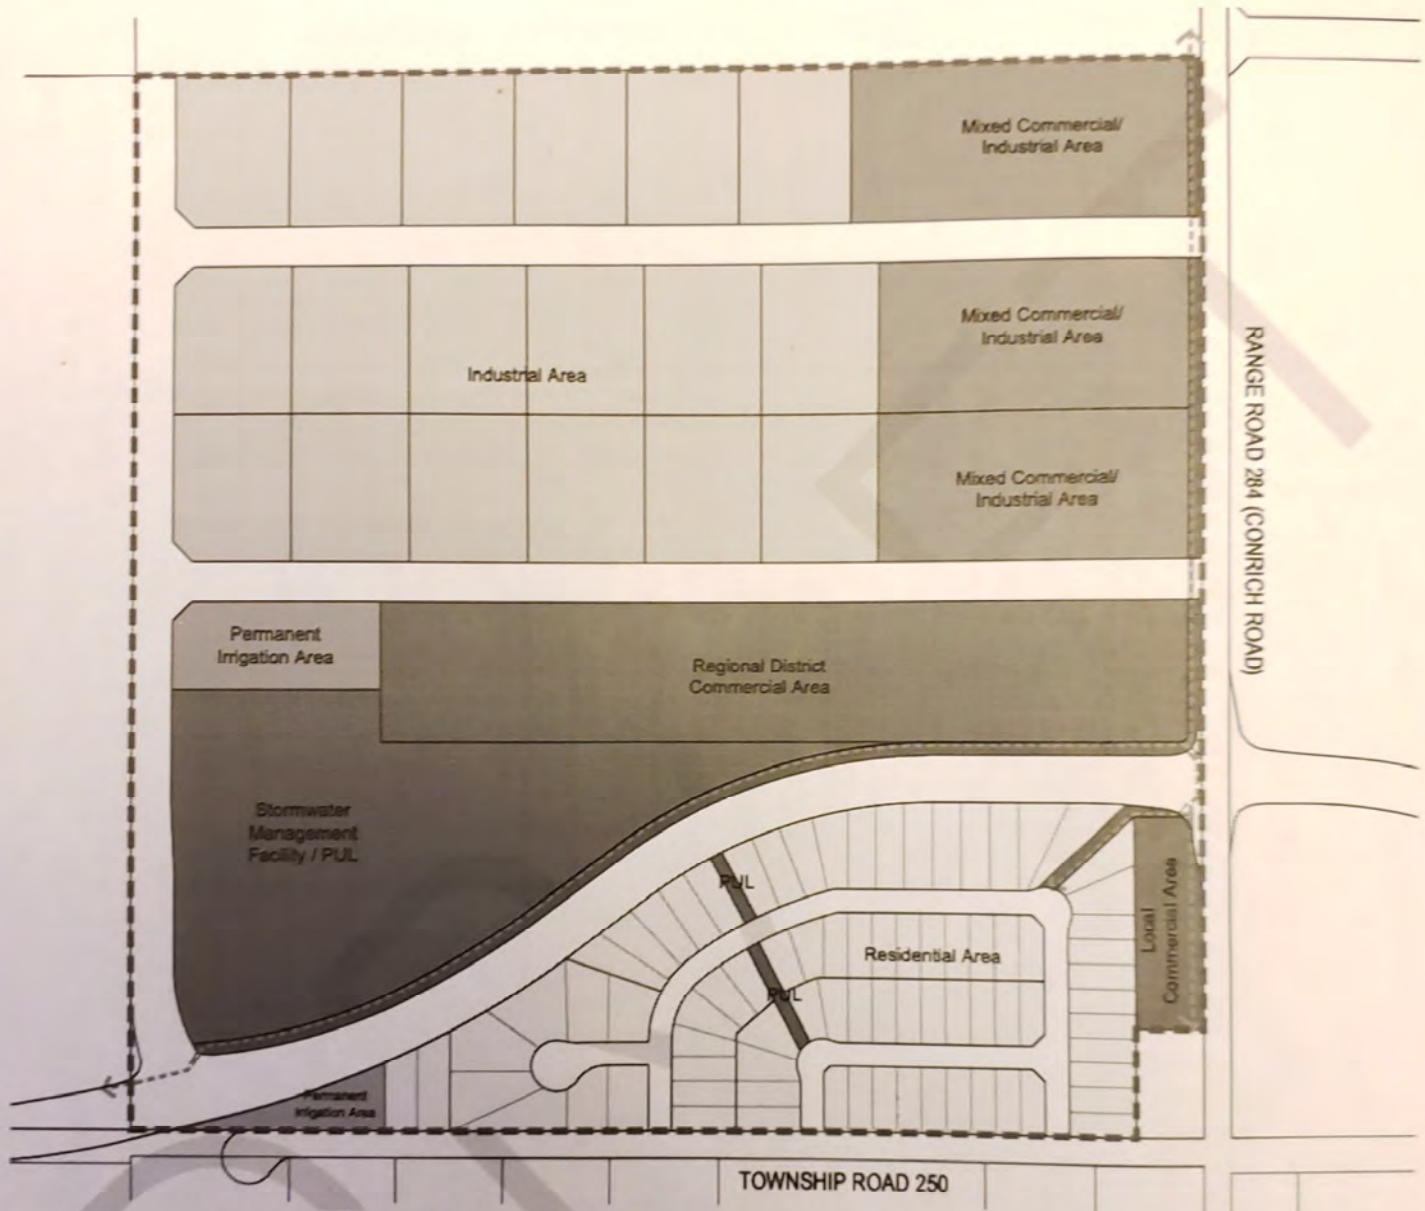 Mixed Commercial/
Industrial Area
Mixed Commercial/
Industrial Area
Industrial Area
Mixed Commercial/
Industrial Area
RANGE ROAD 284 (CONRICH ROAD)
Permanent
Irrigation Area
Regional District
Commercial Area
Stormwater
Management
Facility / PUL
PUL
Local
Commercial Area
Residential Area
PUL
Permanent
Irrigation Area
TOWNSHIP ROAD 250